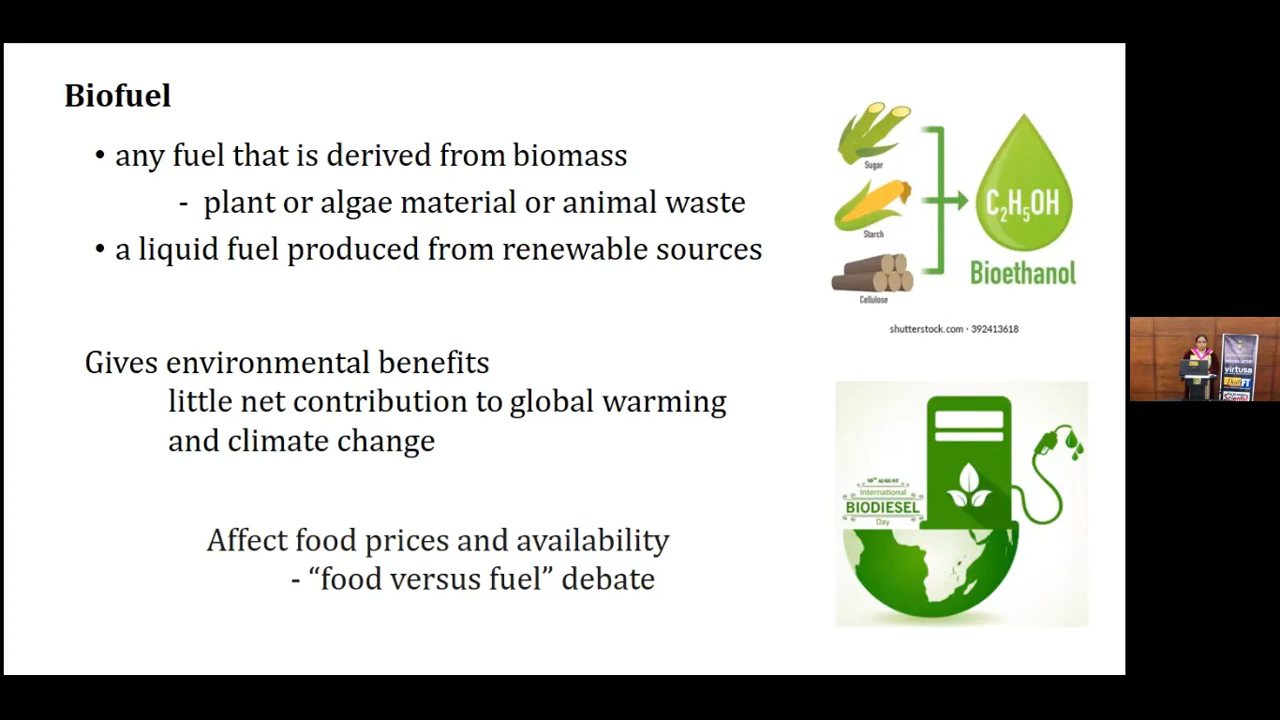 Biofuel
• any fuel that is derived from biomass
- plant or algae material or animal waste
• a liquid fuel produced from renewable sources
Gives environmental benefits
little net contribution to global warming
and climate change
Affect food prices and availability
- “food versus fuel” debate
Sugar
Starch
Cellulose
C₂H₅OH
Bioethanol
shutterstock.com · 392413618
10th AUGUST
International
BIODIESEL
Day
virtusa